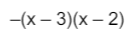 –(x – 3)(x – 2)